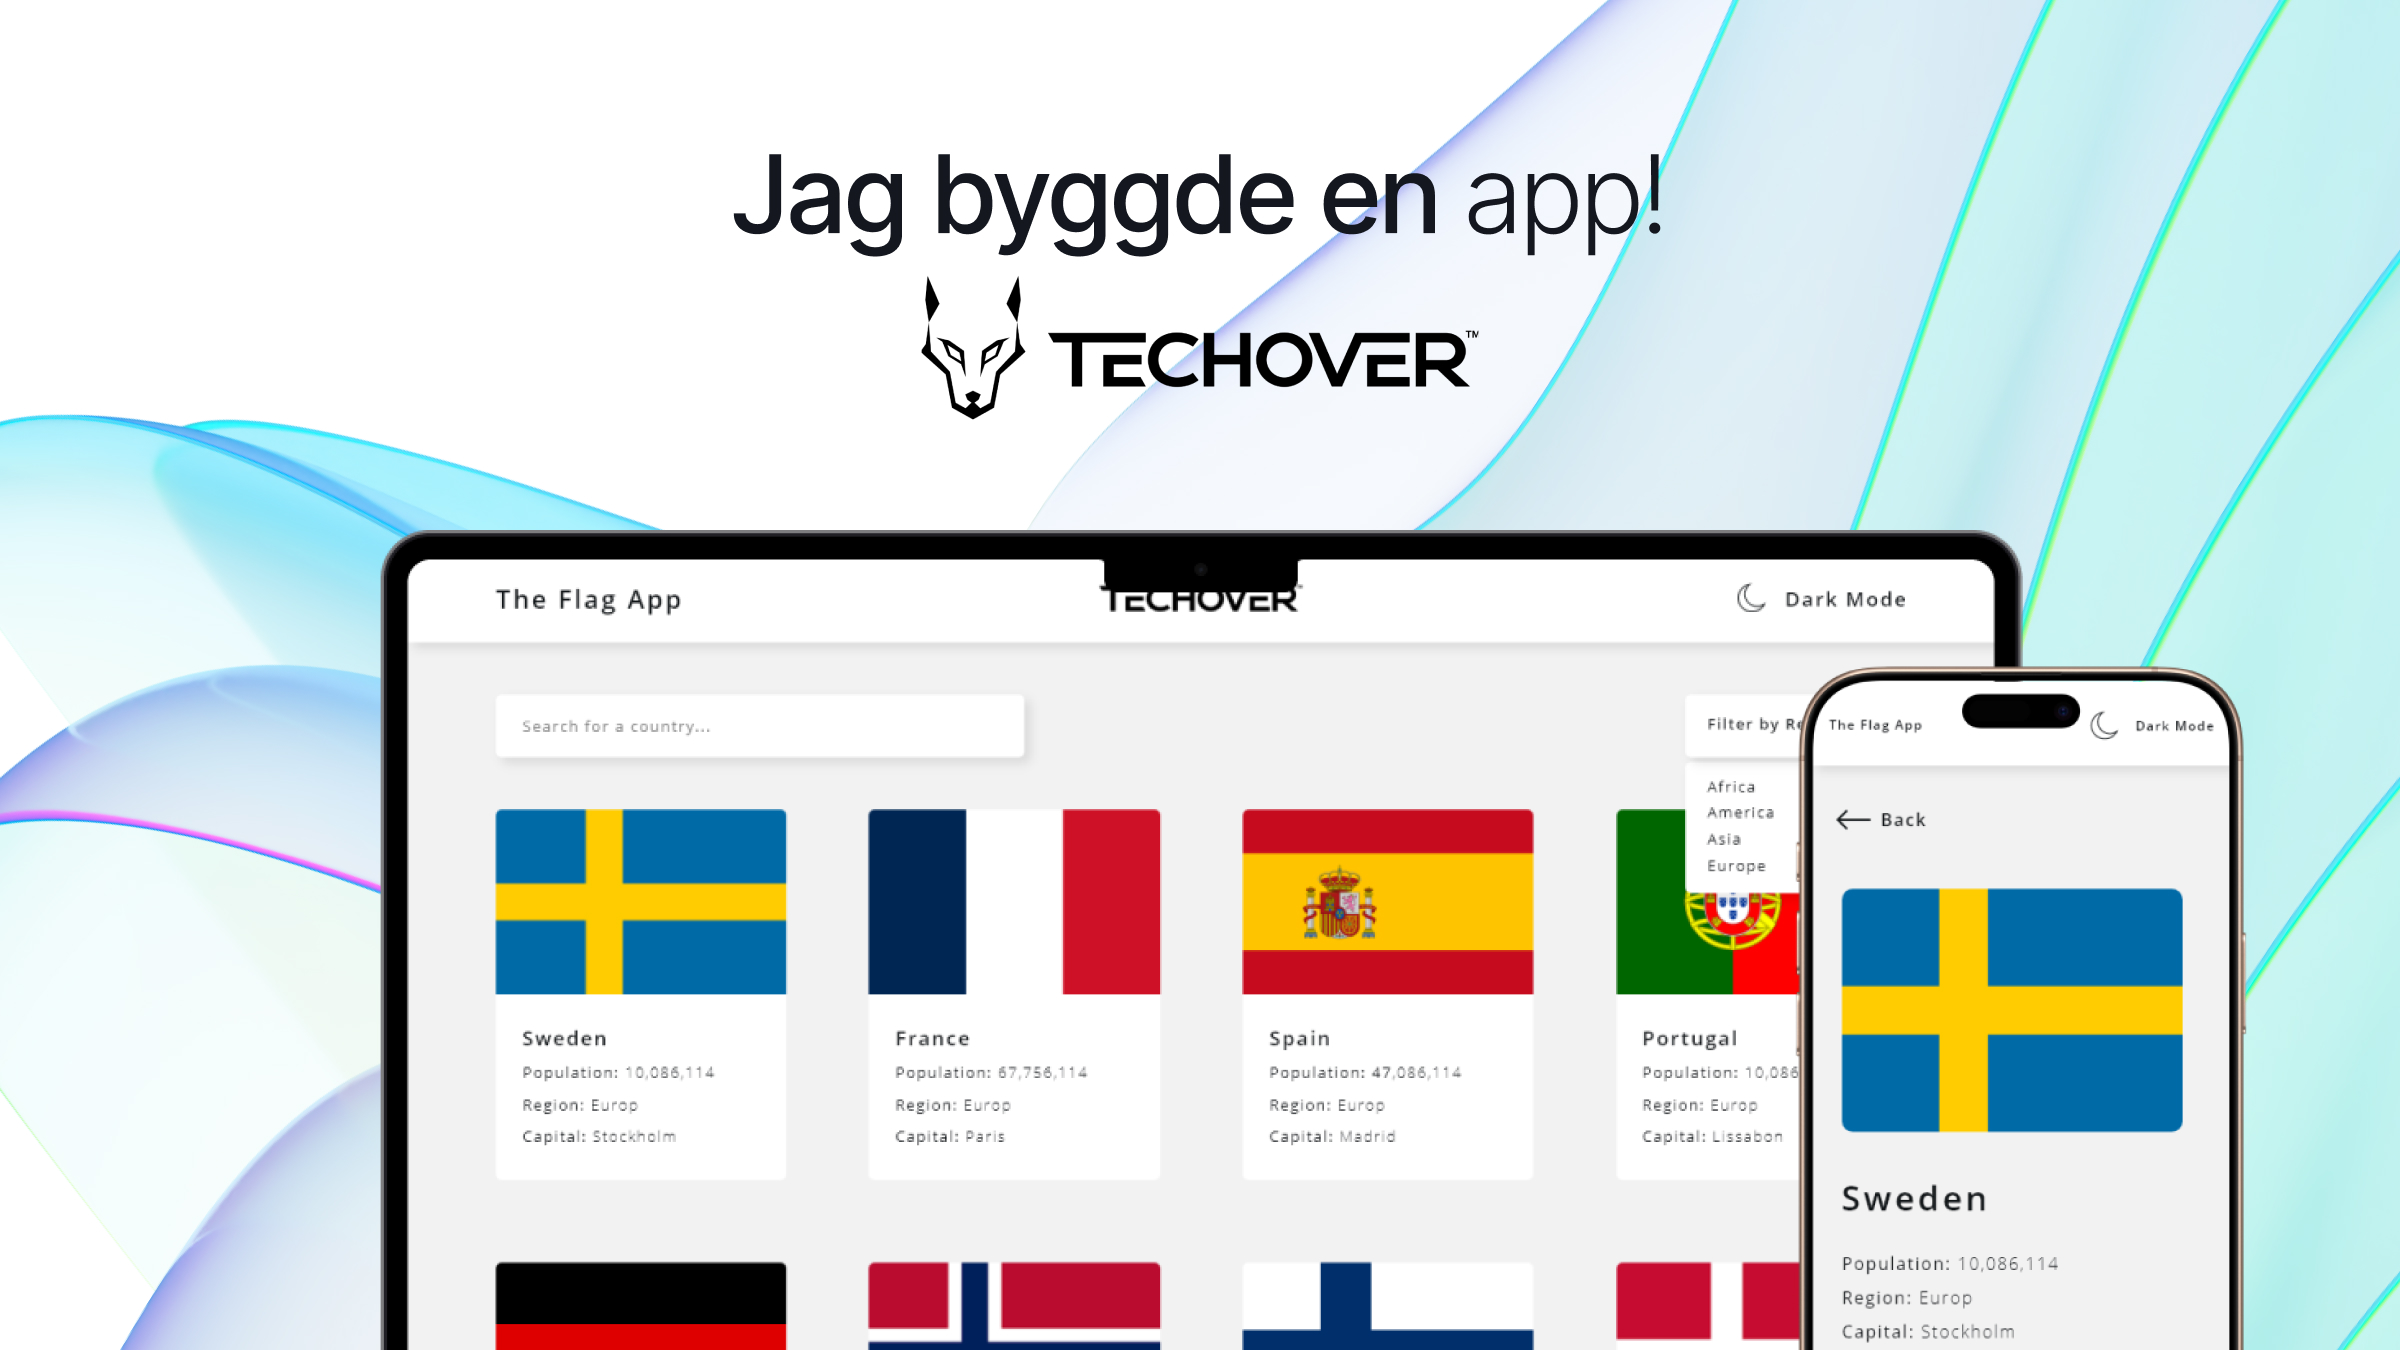 Jag byggde en app!
TECHOVER™
The Flag App
TECHOVER
Dark Mode
Search for a country...
Filter by Re
Africa
America
Asia
Europe
Sweden
Population: 10,086,114
Region: Europ
Capital: Stockholm
France
Population: 67,756,114
Region: Europ
Capital: Paris
Spain
Population: 47,086,114
Region: Europ
Capital: Madrid
Portugal
Population: 10,086
Region: Europ
Capital: Lissabon
The Flag App
Dark Mode
Back
Sweden
Population: 10,086,114
Region: Europ
Capital: Stockholm